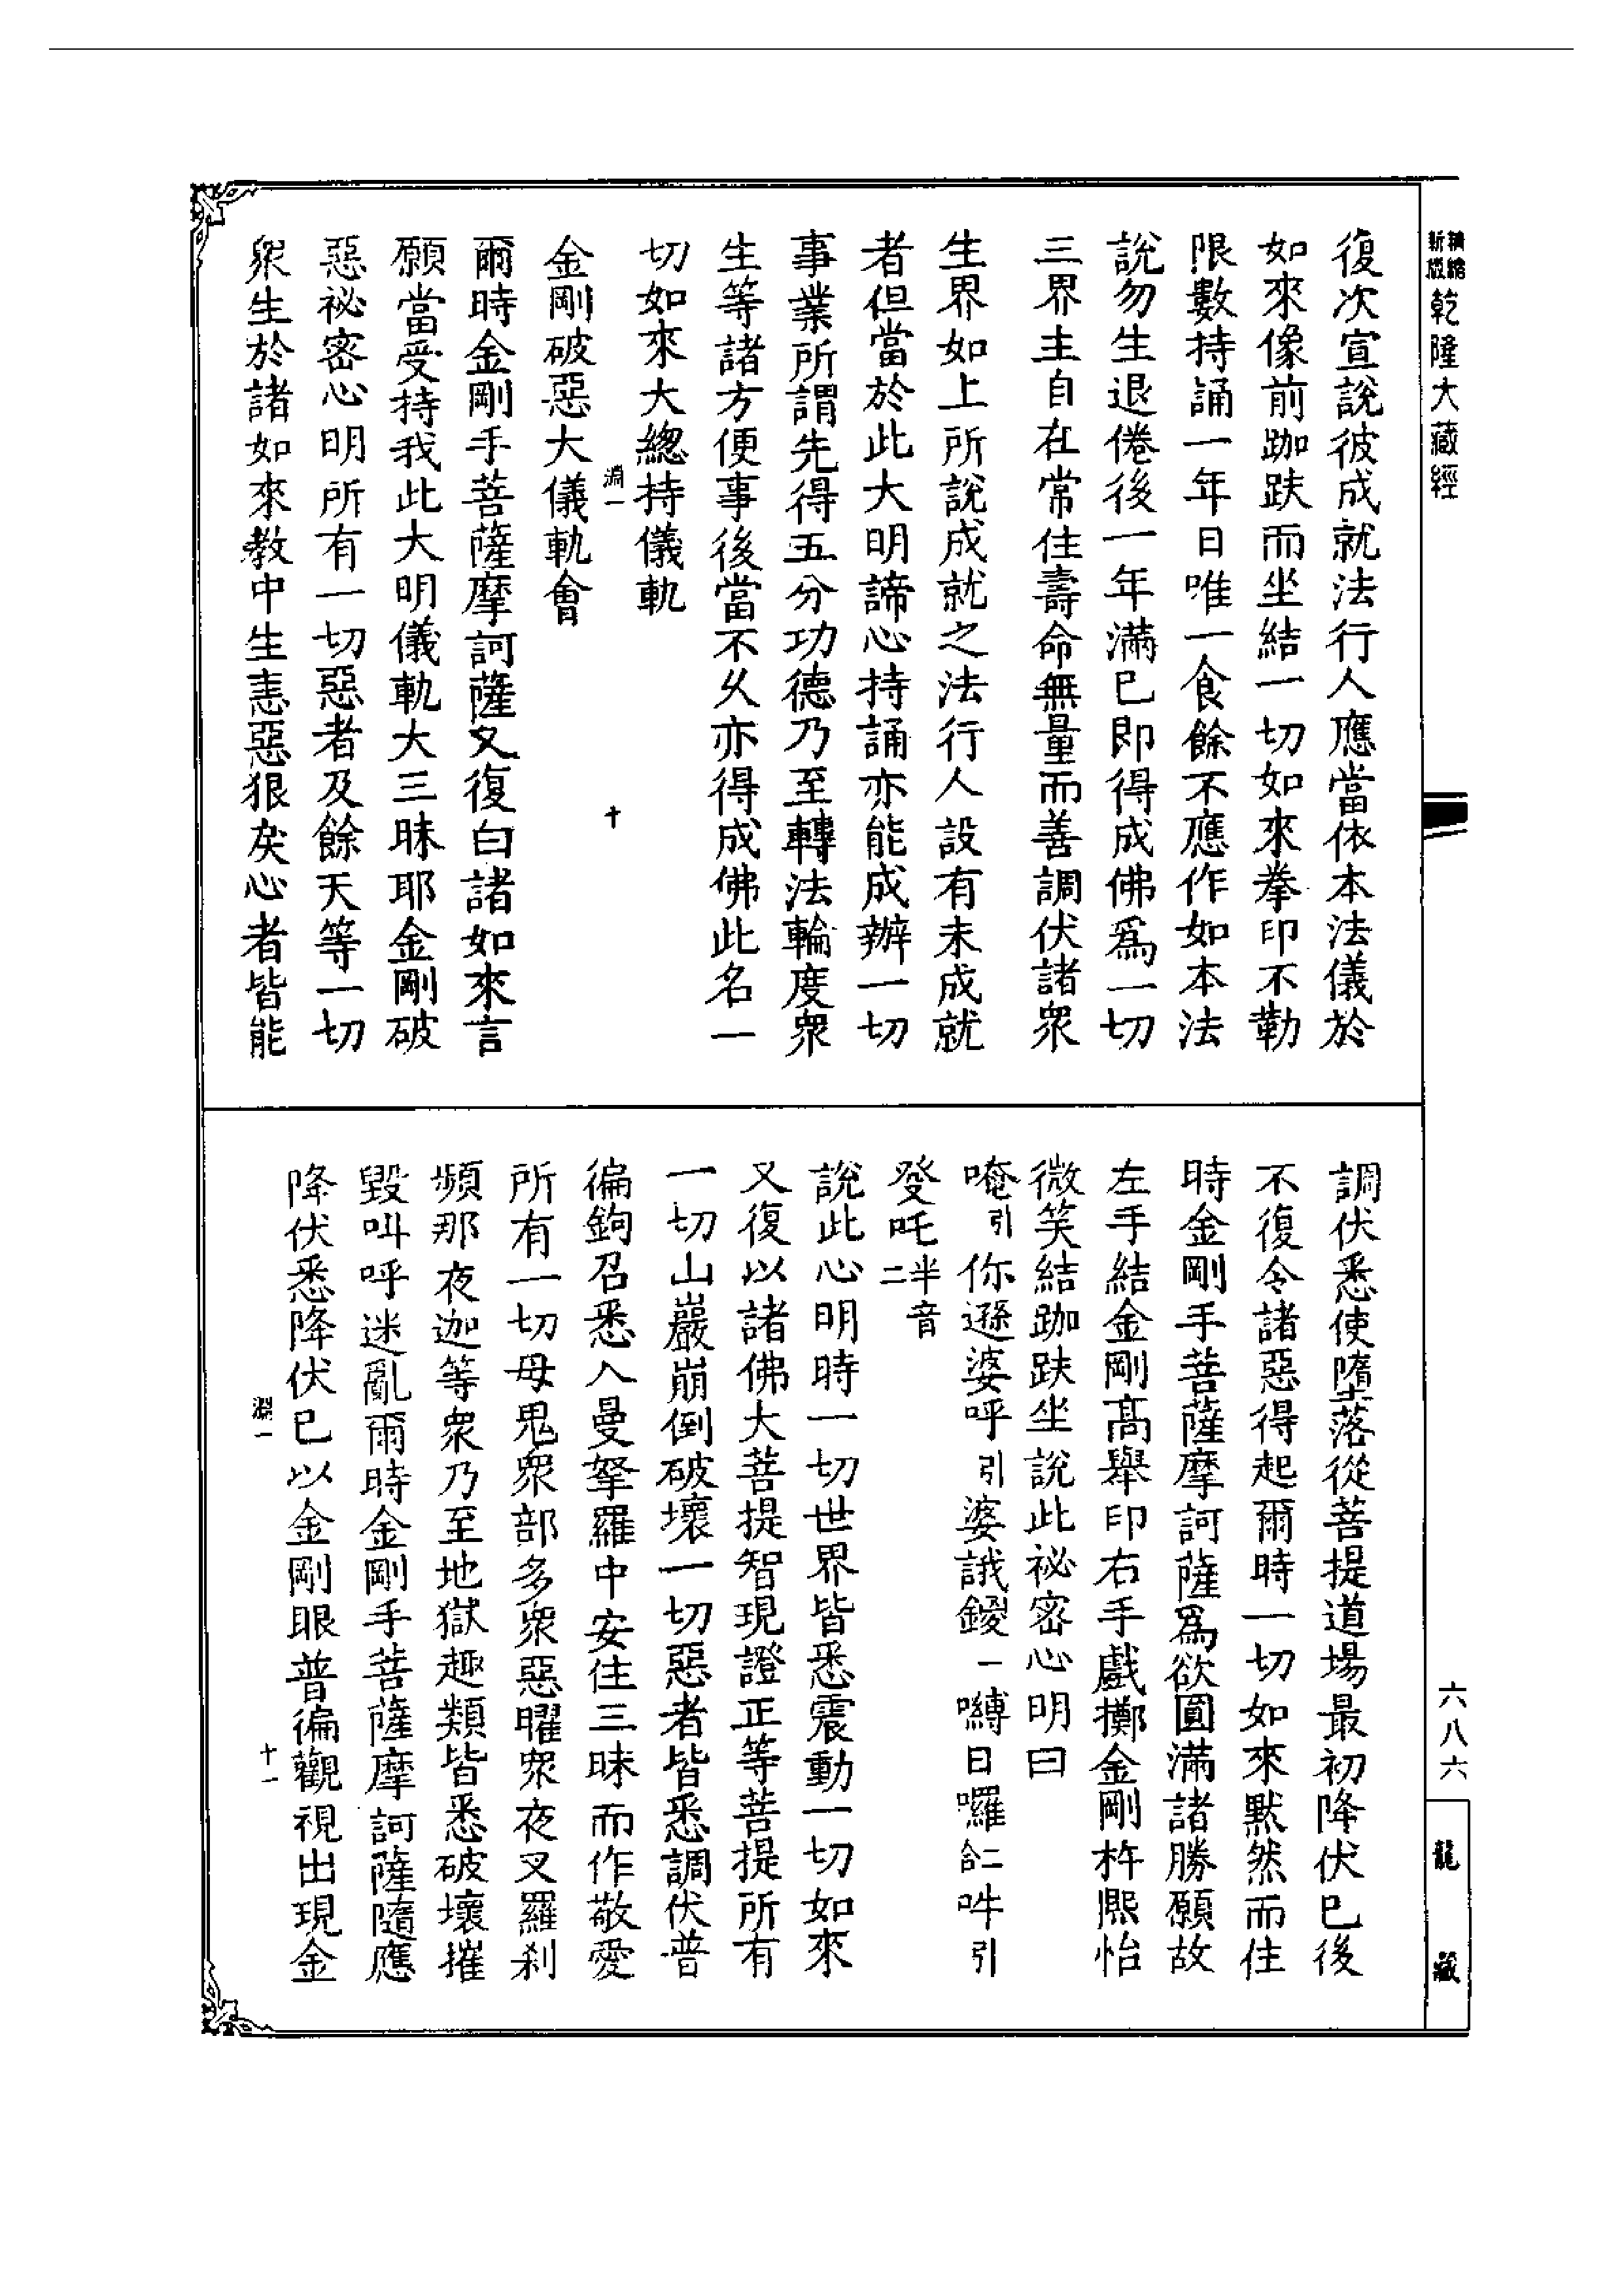 精縮新版乾隆大藏經
復次宣說彼成就法行人應當依本法儀於
如來像前跏趺而坐結一切如來拳印不勒
限數持誦一年日唯一食餘不應作如本法
說勿生退倦後一年滿已即得成佛爲一切
三界主自在常住壽命無量而善調伏諸衆
生界如上所說成就之法行人設有未成就
者但當於此大明諦心持誦亦能成辦一切
事業所謂先得五分功德乃至轉法輪度衆
生等諸方便事後當不乆亦得成佛此名一
切如來大總持儀軌
淵一
十
金剛破惡大儀軌會
爾時金剛手菩薩摩訶薩又復白諸如來言
願當受持我此大明儀軌大三昧耶金剛破
惡祕密心明所有一切惡者及餘天等一切
衆生於諸如來教中生恚惡狠戾心者皆能
調伏悉使墮落從菩提道場最初降伏已後
不復令諸惡得起爾時一切如來默然而住
時金剛手菩薩摩訶薩爲欲圓滿諸勝願故
左手結金剛髙舉印右手戲擲金剛杵熈怡
微笑結跏趺坐說此祕密心明曰
唵引你遜婆呼引婆誐鍐一嚩日囉二合吽引
癹吒半音二
說此心明時一切世界皆悉震動一切如來
又復以諸佛大菩提智現證正等菩提所有
一切山巖崩倒破壞一切惡者皆悉調伏普
徧鉤召悉入曼拏羅中安住三昧而作敬愛
所有一切母鬼衆部多衆惡曜衆夜叉羅刹
頻那夜迦等衆乃至地獄趣類皆悉破壞摧
毀叫呼迷亂爾時金剛手菩薩摩訶薩隨應
降伏悉降伏已以金剛眼普徧觀視出現金
淵一
十一
六八六
龍藏